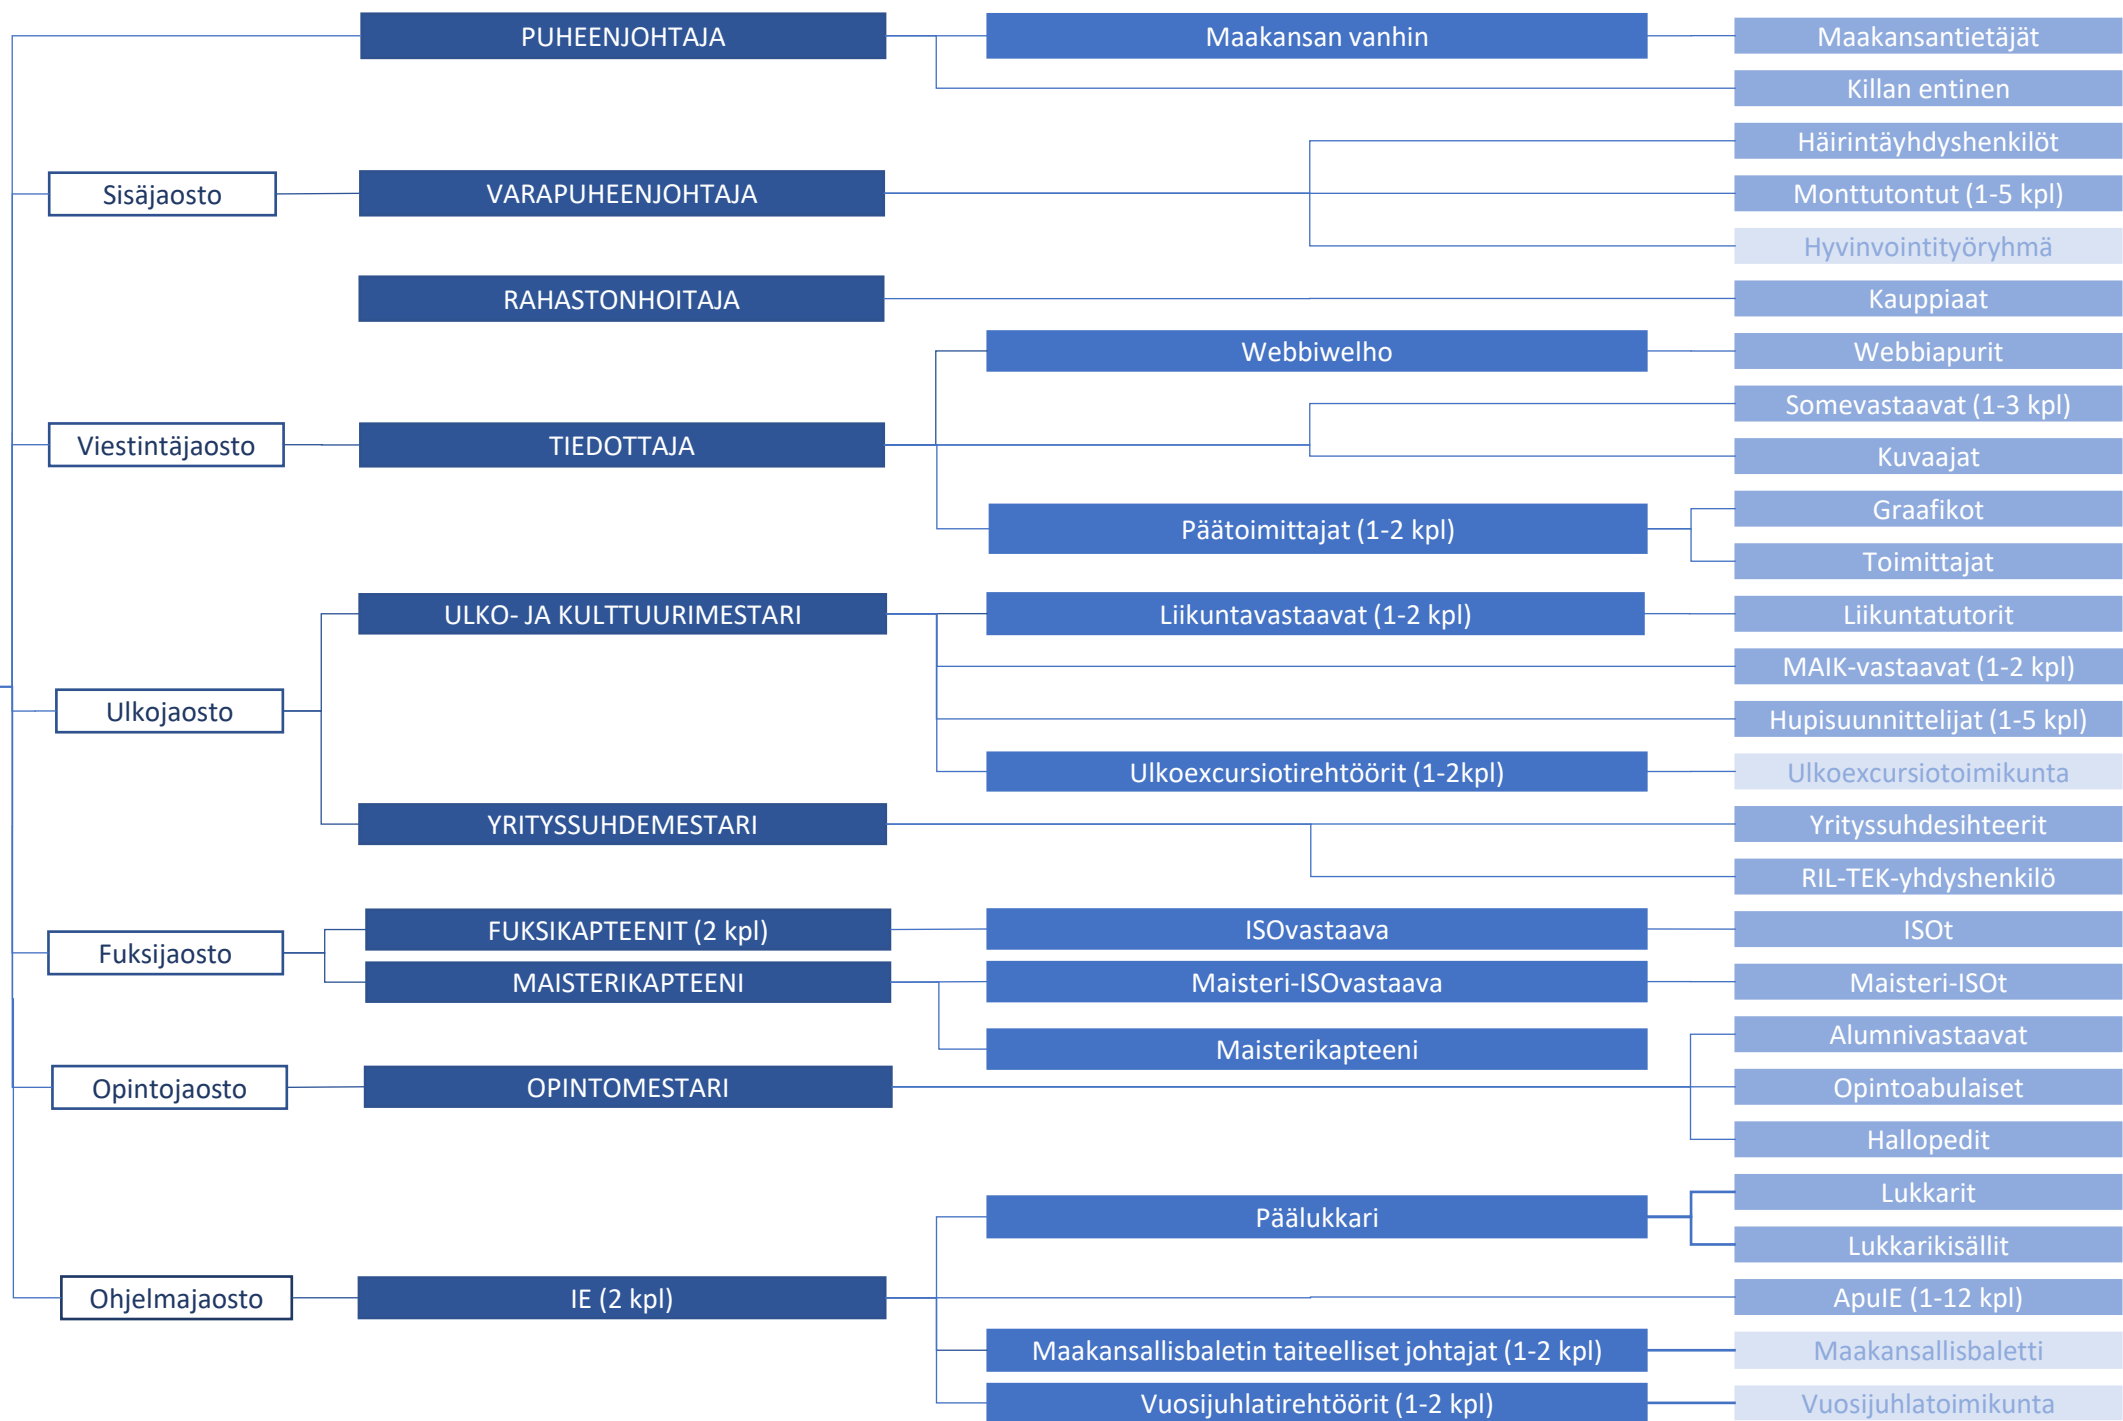 PUHEENJOHTAJA
Maakansan vanhin
Maakansantietäjät
Killan entinen
Häirintäyhdyshenkilöt
Sisäjaosto
VARAPUHEENJOHTAJA
Monttutontut (1-5 kpl)
Hyvinvointityöryhmä
RAHASTONHOITAJA
Kauppiaat
Webbiwelho
Webbiapurit
Somevastaavat (1-3 kpl)
Viestintäjaosto
TIEDOTTAJA
Kuvaajat
Päätoimittajat (1-2 kpl)
Graafikot
Toimittajat
ULKO- JA KULTTUURIMESTARI
Liikuntavastaavat (1-2 kpl)
Liikuntatutorit
MAIK-vastaavat (1-2 kpl)
Ulkojaosto
Hupisuunnittelijat (1-5 kpl)
Ulkoexcursiotirehtöörit (1-2kpl)
Ulkoexcursiotoimikunta
YRITYSSUHDEMESTARI
Yrityssuhdesihteerit
RIL-TEK-yhdyshenkilö
Fuksijaosto
FUKSIKAPTEENIT (2 kpl)
ISOvastaava
ISOt
MAISTERIKAPTEENI
Maisteri-ISOvastaava
Maisteri-ISOt
Maisterikapteeni
Alumnivastaavat
Opintojaosto
OPINTOMESTARI
Opintoabulaiset
Hallopedit
Päälukkari
Lukkarit
Lukkarikisällit
Ohjelmajaosto
IE (2 kpl)
ApuIE (1-12 kpl)
Maakansallisbaletin taiteelliset johtajat (1-2 kpl)
Maakansallisbaletti
Vuosijuhlatirehtöörit (1-2 kpl)
Vuosijuhlatoimikunta